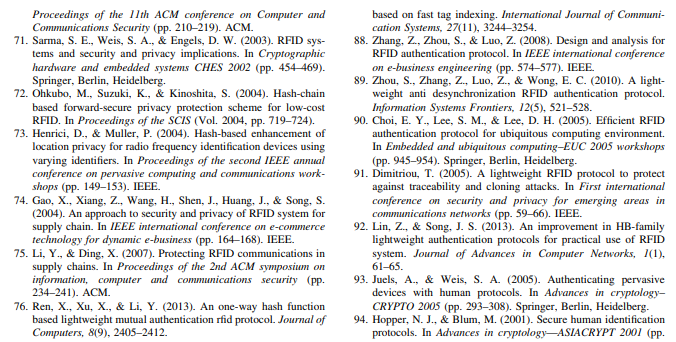 Proceedings of the 11th ACM conference on Computer and
Communications Security (pp. 210–219). ACM.
71. Sarma, S. E., Weis, S. A., & Engels, D. W. (2003). RFID sys-
tems and security and privacy implications. In Cryptographic
hardware and embedded systems CHES 2002 (pp. 454–469).
Springer, Berlin, Heidelberg.
72. Ohkubo, M., Suzuki, K., & Kinoshita, S. (2004). Hash-chain
based forward-secure privacy protection scheme for low-cost
RFID. In Proceedings of the SCIS (Vol. 2004, pp. 719–724).
73. Henrici, D., & Muller, P. (2004). Hash-based enhancement of
location privacy for radio frequency identification devices using
varying identifiers. In Proceedings of the second IEEE annual
conference on pervasive computing and communications work-
shops (pp. 149–153). IEEE.
74. Gao, X., Xiang, Z., Wang, H., Shen, J., Huang, J., & Song, S.
(2004). An approach to security and privacy of RFID system for
supply chain. In IEEE international conference on e-commerce
technology for dynamic e-business (pp. 164–168). IEEE.
75. Li, Y., & Ding, X. (2007). Protecting RFID communications in
supply chains. In Proceedings of the 2nd ACM symposium on
information, computer and communications security (pp.
234–241). ACM.
76. Ren, X., Xu, X., & Li, Y. (2013). An one-way hash function
based lightweight mutual authentication rfid protocol. Journal of
Computers, 8(9), 2405–2412.
based on fast tag indexing. International Journal of Communi-
cation Systems, 27(11), 3244–3254.
88. Zhang, Z., Zhou, S., & Luo, Z. (2008). Design and analysis for
RFID authentication protocol. In IEEE international conference
on e-business engineering (pp. 574–577). IEEE.
89. Zhou, S., Zhang, Z., Luo, Z., & Wong, E. C. (2010). A light-
weight anti desynchronization RFID authentication protocol.
Information Systems Frontiers, 12(5), 521–528.
90. Choi, E. Y., Lee, S. M., & Lee, D. H. (2005). Efficient RFID
authentication protocol for ubiquitous computing environment.
In Embedded and ubiquitous computing–EUC 2005 workshops
(pp. 945–954). Springer, Berlin, Heidelberg.
91. Dimitriou, T. (2005). A lightweight RFID protocol to protect
against traceability and cloning attacks. In First international
conference on security and privacy for emerging areas in
communications networks (pp. 59–66). IEEE.
92. Lin, Z., & Song, J. S. (2013). An improvement in HB-family
lightweight authentication protocols for practical use of RFID
system. Journal of Advances in Computer Networks, 1(1),
61–65.
93. Juels, A., & Weis, S. A. (2005). Authenticating pervasive
devices with human protocols. In Advances in cryptology–
CRYPTO 2005 (pp. 293–308). Springer, Berlin, Heidelberg.
94. Hopper, N. J., & Blum, M. (2001). Secure human identification
protocols. In Advances in cryptology—ASIACRYPT 2001 (pp.